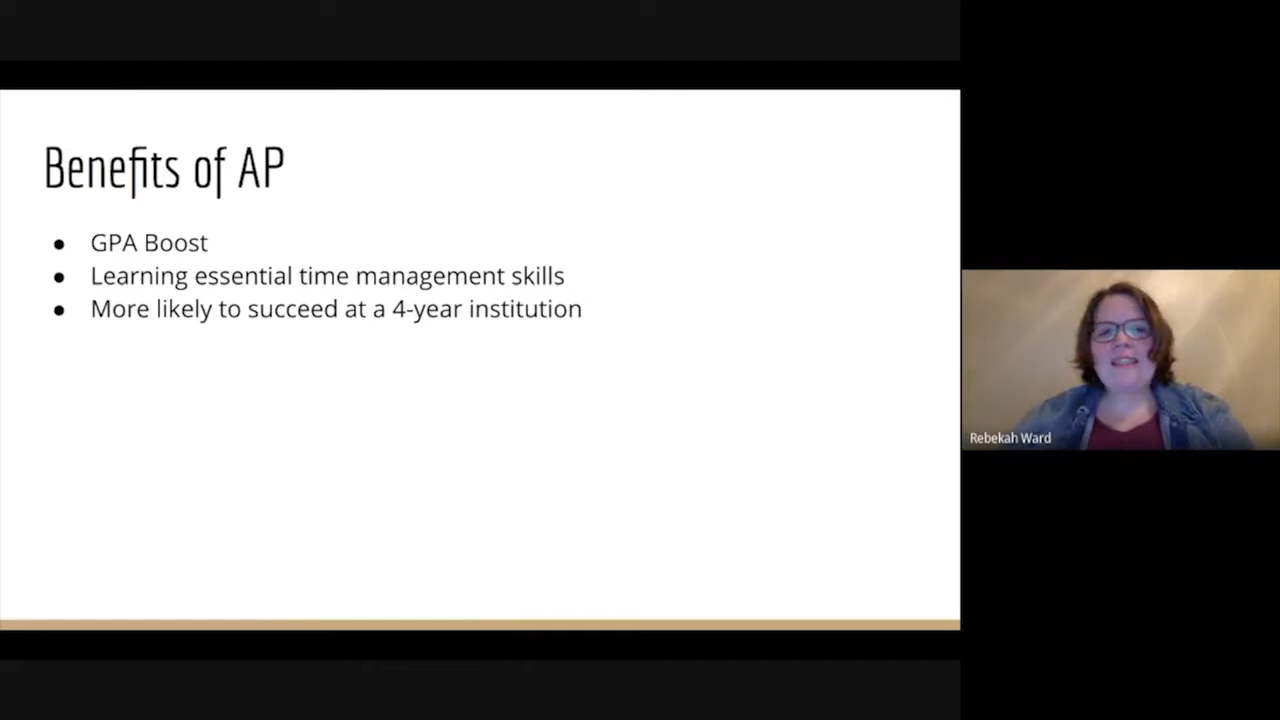 Benefits of AP
● GPA Boost
● Learning essential time management skills
● More likely to succeed at a 4-year institution
Rebekah Ward